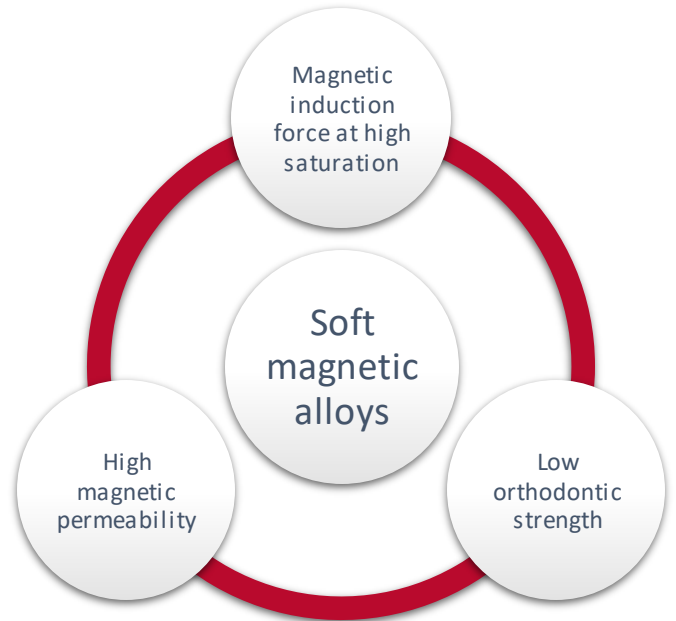 Magnetic
induction
force at high
saturation
Soft
magnetic
alloys
High
magnetic
permeability
Low
orthodontic
strength